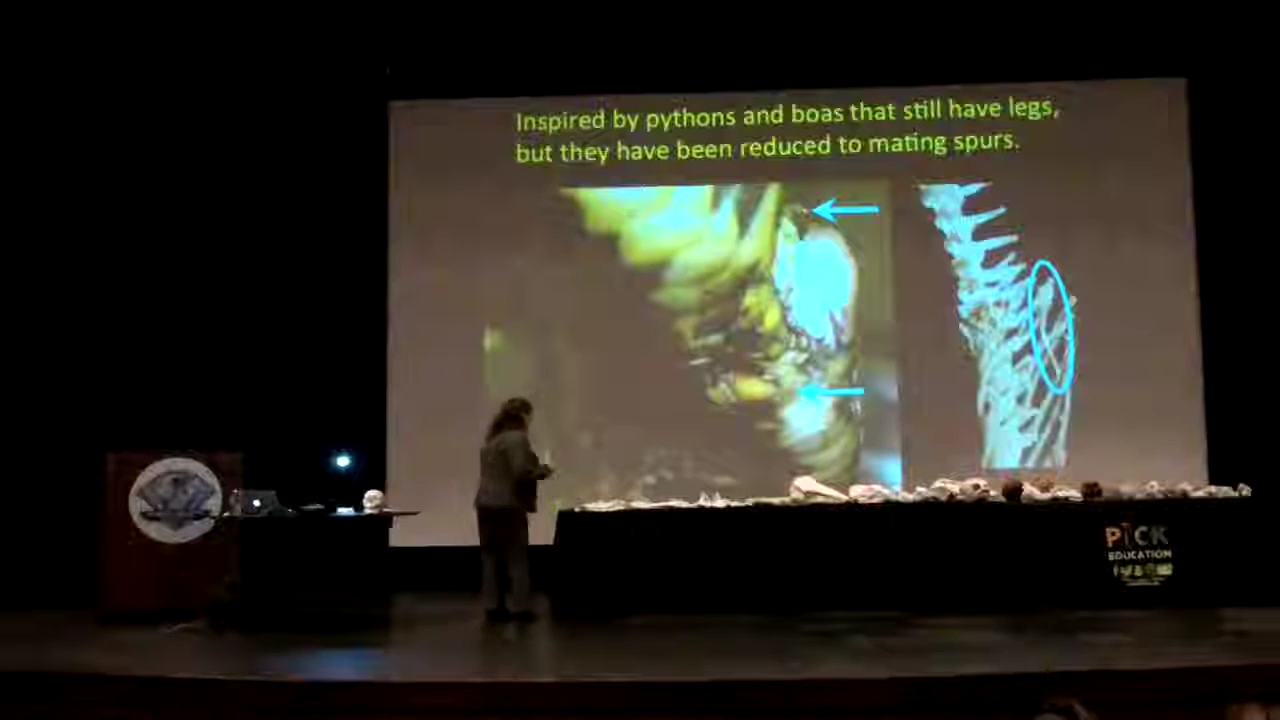 Inspired by pythons and boas that still have legs,
but they have been reduced to mating spurs.
PICK
EDUCATION